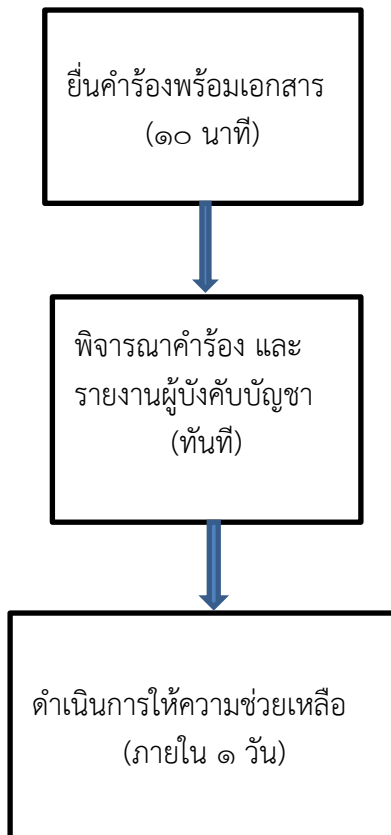 ยื่นคำร้องพร้อมเอกสาร
(๑๐ นาที)
พิจารณาคำร้อง และ
รายงานผู้บังคับบัญชา
(ทันที)
ดำเนินการให้ความช่วยเหลือ
(ภายใน ๑ วัน)